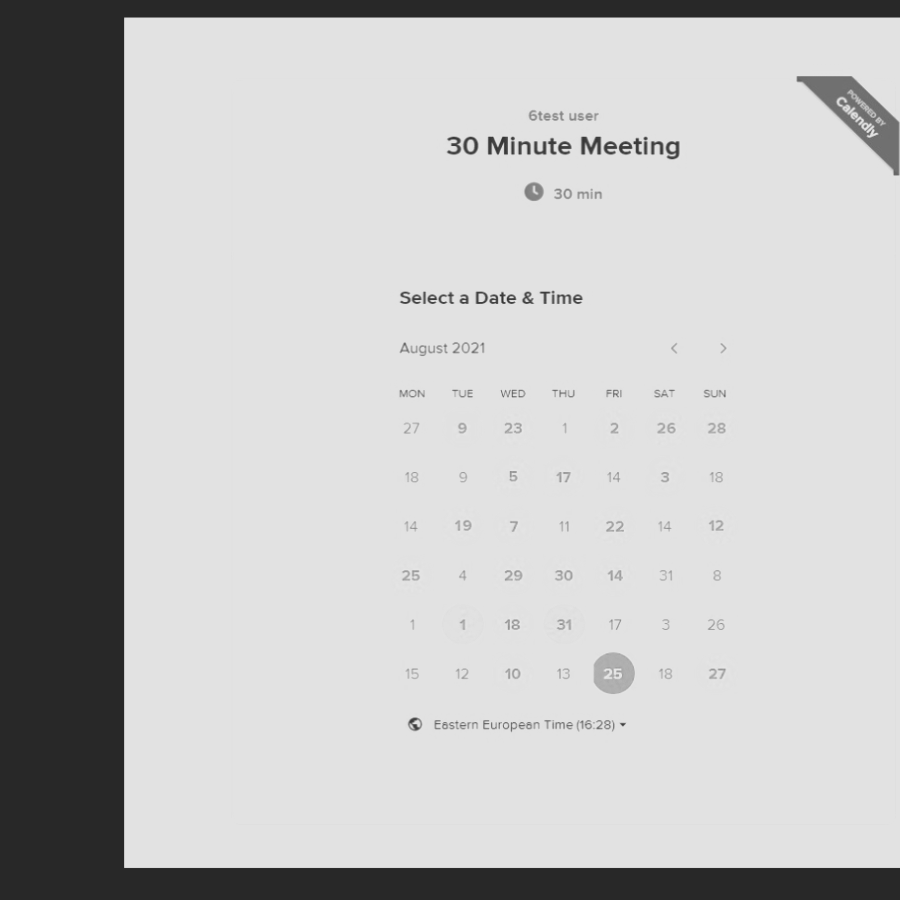 POWERED BY
Calendly
6test user
30 Minute Meeting
30 min
Select a Date & Time
August 2021
MON TUE WED THU FRI SAT SUN
27 9 23 1 2 26 28
18 9 5 17 14 3 18
14 19 7 11 22 14 12
25 4 29 30 14 31 8
1 1 18 31 17 3 26
15 12 10 13 25 18 27
Eastern European Time (16:28)